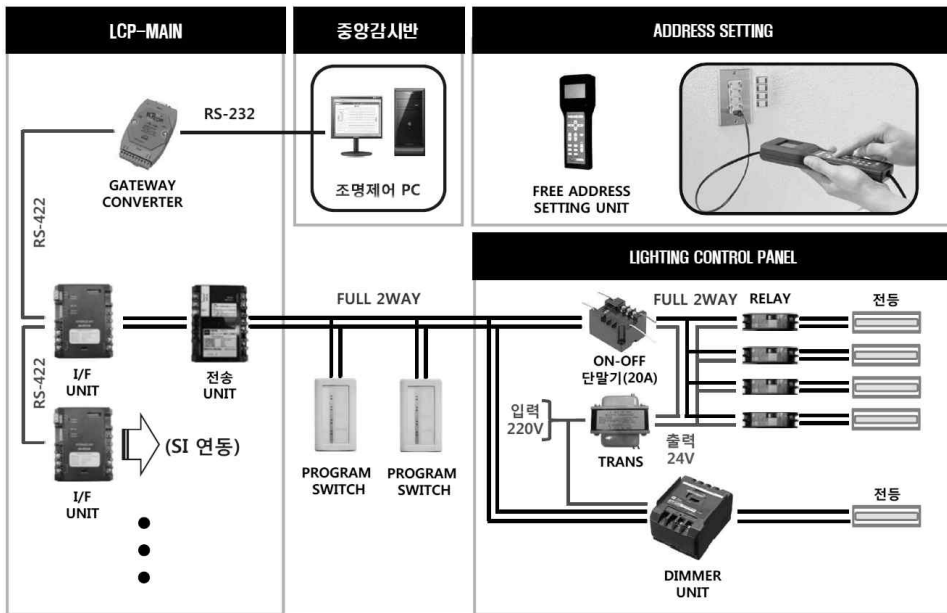 LCP-MAIN
중앙감시반
ADDRESS SETTING
RS-232
GATEWAY
CONVERTER
조명제어 PC
FREE ADDRESS
SETTING UNIT
RS-422
LIGHTING CONTROL PANEL
FULL 2WAY
FULL 2WAY
RELAY
전등
I/F
UNIT
전송
UNIT
ON-OFF
단말기(20A)
RS-422
입력
220V
출력
24V
TRANS
(SI 연동)
PROGRAM
SWITCH
PROGRAM
SWITCH
I/F
UNIT
전등
DIMMER
UNIT